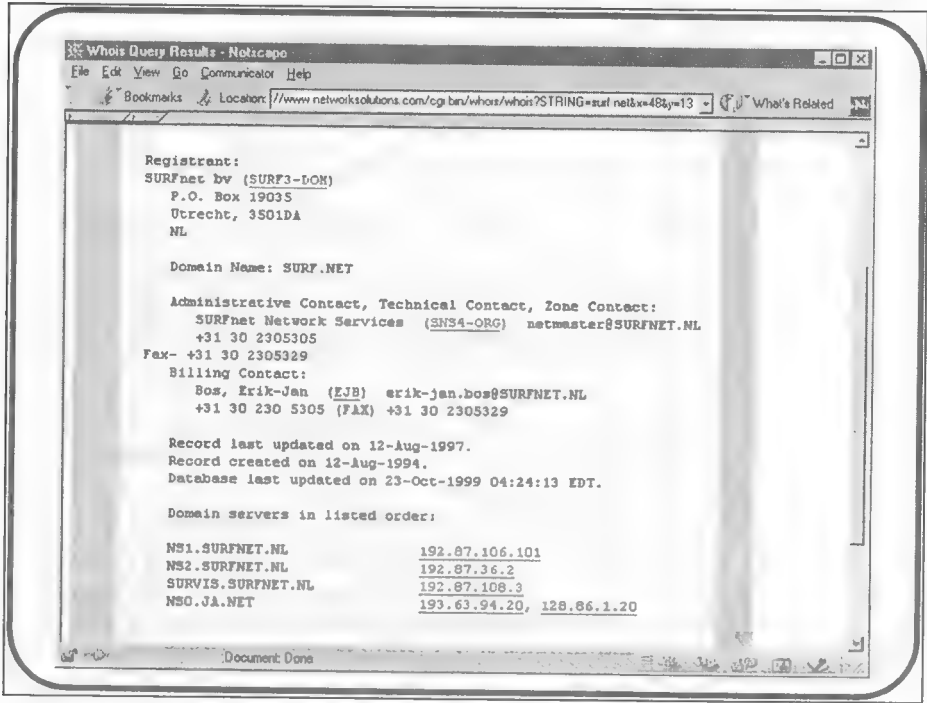 Whois Query Results - Netscape
File Edit View Go Communicator Help
Bookmarks Location: //www networksolutions.com/cgi bin/whois/whois?STRING=surf net&x=48&y=13 What's Related
Registrant:
SURFnet bv (SURF3-DOM)
P.O. Box 19035
Utrecht, 3501DA
NL
Domain Name: SURF.NET
Administrative Contact, Technical Contact, Zone Contact:
SURFnet Network Services (SNS4-ORG) netmaster@SURFNET.NL
+31 30 2305305
Fax- +31 30 2305329
Billing Contact:
Bos, Erik-Jan (EJB) erik-jan.bos@SURFNET.NL
+31 30 230 5305 (FAX) +31 30 2305329
Record last updated on 12-Aug-1997.
Record created on 12-Aug-1994.
Database last updated on 23-Oct-1999 04:24:13 EDT.
Domain servers in listed order:
NS1.SURFNET.NL 192.87.106.101
NS2.SURFNET.NL 192.87.36.2
SURVIS.SURFNET.NL 192.87.108.3
NS0.JA.NET 193.63.94.20, 128.86.1.20
Document: Done